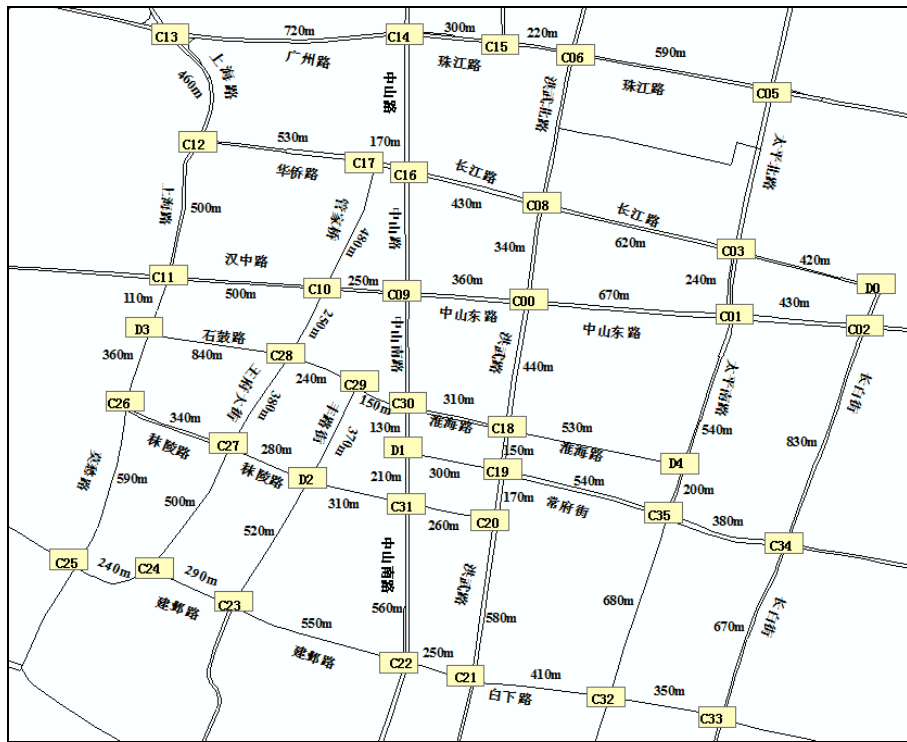 C13
720m
C14
300m
C15
220m
C06
590m
C05
广州路
珠江路
珠江路
上海路
460m
中山路
洪武北路
太平北路
C12
530m
170m
C17
C16
华侨路
长江路
430m
C08
长江路
620m
C03
420m
D0
上海路
500m
管家桥
480m
中山路
340m
240m
汉中路
C11
500m
C10
250m
C09
360m
C00
670m
C01
430m
C02
中山东路
中山东路
110m
D3
石鼓路
840m
250m
C28
中山南路
洪武路
440m
太平南路
长白街
360m
240m
C29
王府大街
380m
150m
C30
310m
淮海路
C18
530m
淮海路
540m
830m
C26
340m
秣陵路
C27
280m
秣陵路
丰路街
370m
130m
D1
150m
300m
C19
540m
常府街
D4
200m
590m
500m
D2
310m
210m
C31
260m
170m
C20
C35
380m
C34
520m
中山南路
洪武路
C25
240m
C24
290m
C23
建邺路
560m
580m
680m
670m
长白街
550m
建邺路
C22
250m
C21
410m
白下路
C32
350m
C33